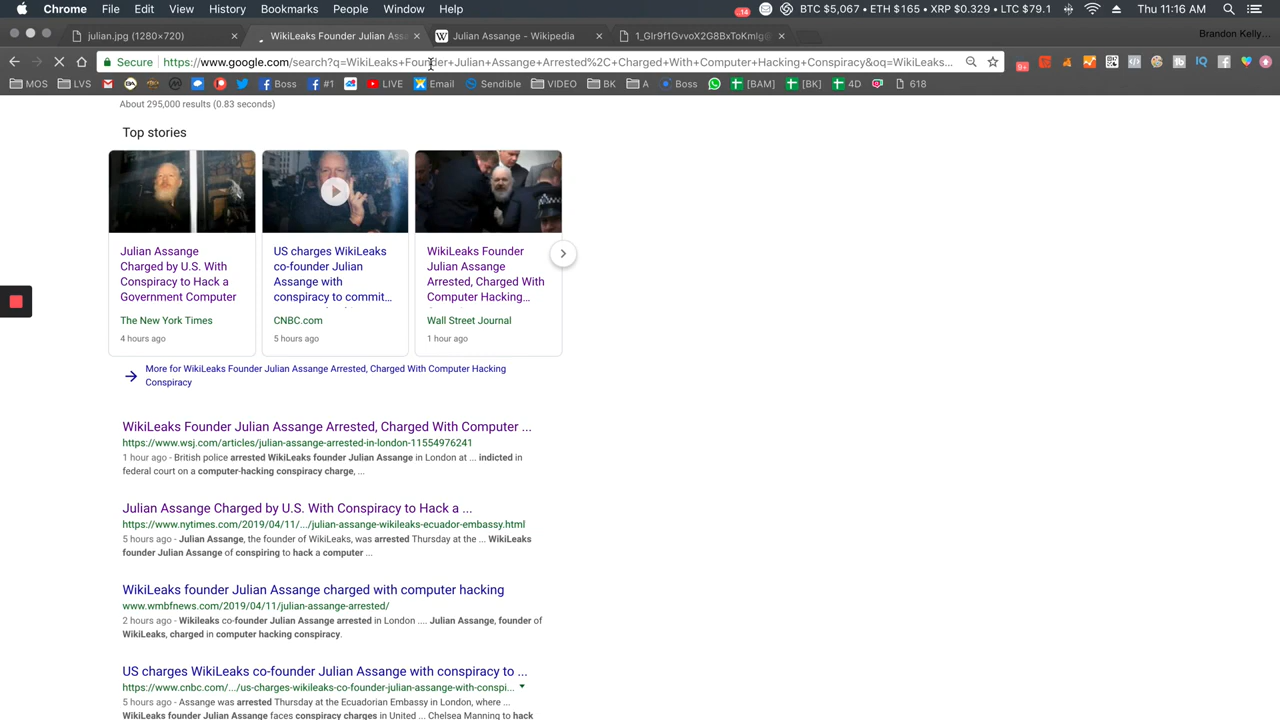 Chrome File Edit View History Bookmarks People Window Help .14 BTC $5,067 • ETH $165 • XRP $0.329 • LTC $79.1 Thu 11:16 AM
julian.jpg (1280×720) × WikiLeaks Founder Julian Assa × Julian Assange - Wikipedia × 1_GIr9f1GvvoX2G8BxToKmlg × Brandon Kelly...
Secure https://www.google.com/search?q=WikiLeaks+Founder+Julian+Assange+Arrested%2C+Charged+With+Computer+Hacking+Conspiracy&oq=WikiLeaks...
MOS LVS Boss #1 LIVE Email Sendible VIDEO BK A Boss [BAM] [BK] 4D 618
About 295,000 results (0.83 seconds)
Top stories
Julian Assange
Charged by U.S. With
Conspiracy to Hack a
Government Computer
The New York Times
4 hours ago
US charges WikiLeaks
co-founder Julian
Assange with
conspiracy to commit...
CNBC.com
5 hours ago
WikiLeaks Founder
Julian Assange
Arrested, Charged With
Computer Hacking...
Wall Street Journal
1 hour ago
More for WikiLeaks Founder Julian Assange Arrested, Charged With Computer Hacking
Conspiracy
WikiLeaks Founder Julian Assange Arrested, Charged With Computer ...
https://www.wsj.com/articles/julian-assange-arrested-in-london-11554976241
1 hour ago - British police arrested WikiLeaks founder Julian Assange in London at ... indicted in
federal court on a computer-hacking conspiracy charge, ...
Julian Assange Charged by U.S. With Conspiracy to Hack a ...
https://www.nytimes.com/2019/04/11/.../julian-assange-wikileaks-ecuador-embassy.html
5 hours ago - Julian Assange, the founder of WikiLeaks, was arrested Thursday at the ... WikiLeaks
founder Julian Assange of conspiring to hack a computer ...
WikiLeaks founder Julian Assange charged with computer hacking
www.wmbfnews.com/2019/04/11/julian-assange-arrested/
2 hours ago - Wikileaks co-founder Julian Assange arrested in London .... Julian Assange, founder of
WikiLeaks, charged in computer hacking conspiracy.
US charges WikiLeaks co-founder Julian Assange with conspiracy to ...
https://www.cnbc.com/.../us-charges-wikileaks-co-founder-julian-assange-with-conspi...
5 hours ago - Assange was arrested Thursday at the Ecuadorian Embassy in London, where ...
WikiLeaks founder Julian Assange faces conspiracy charges in United ... Chelsea Manning to hack